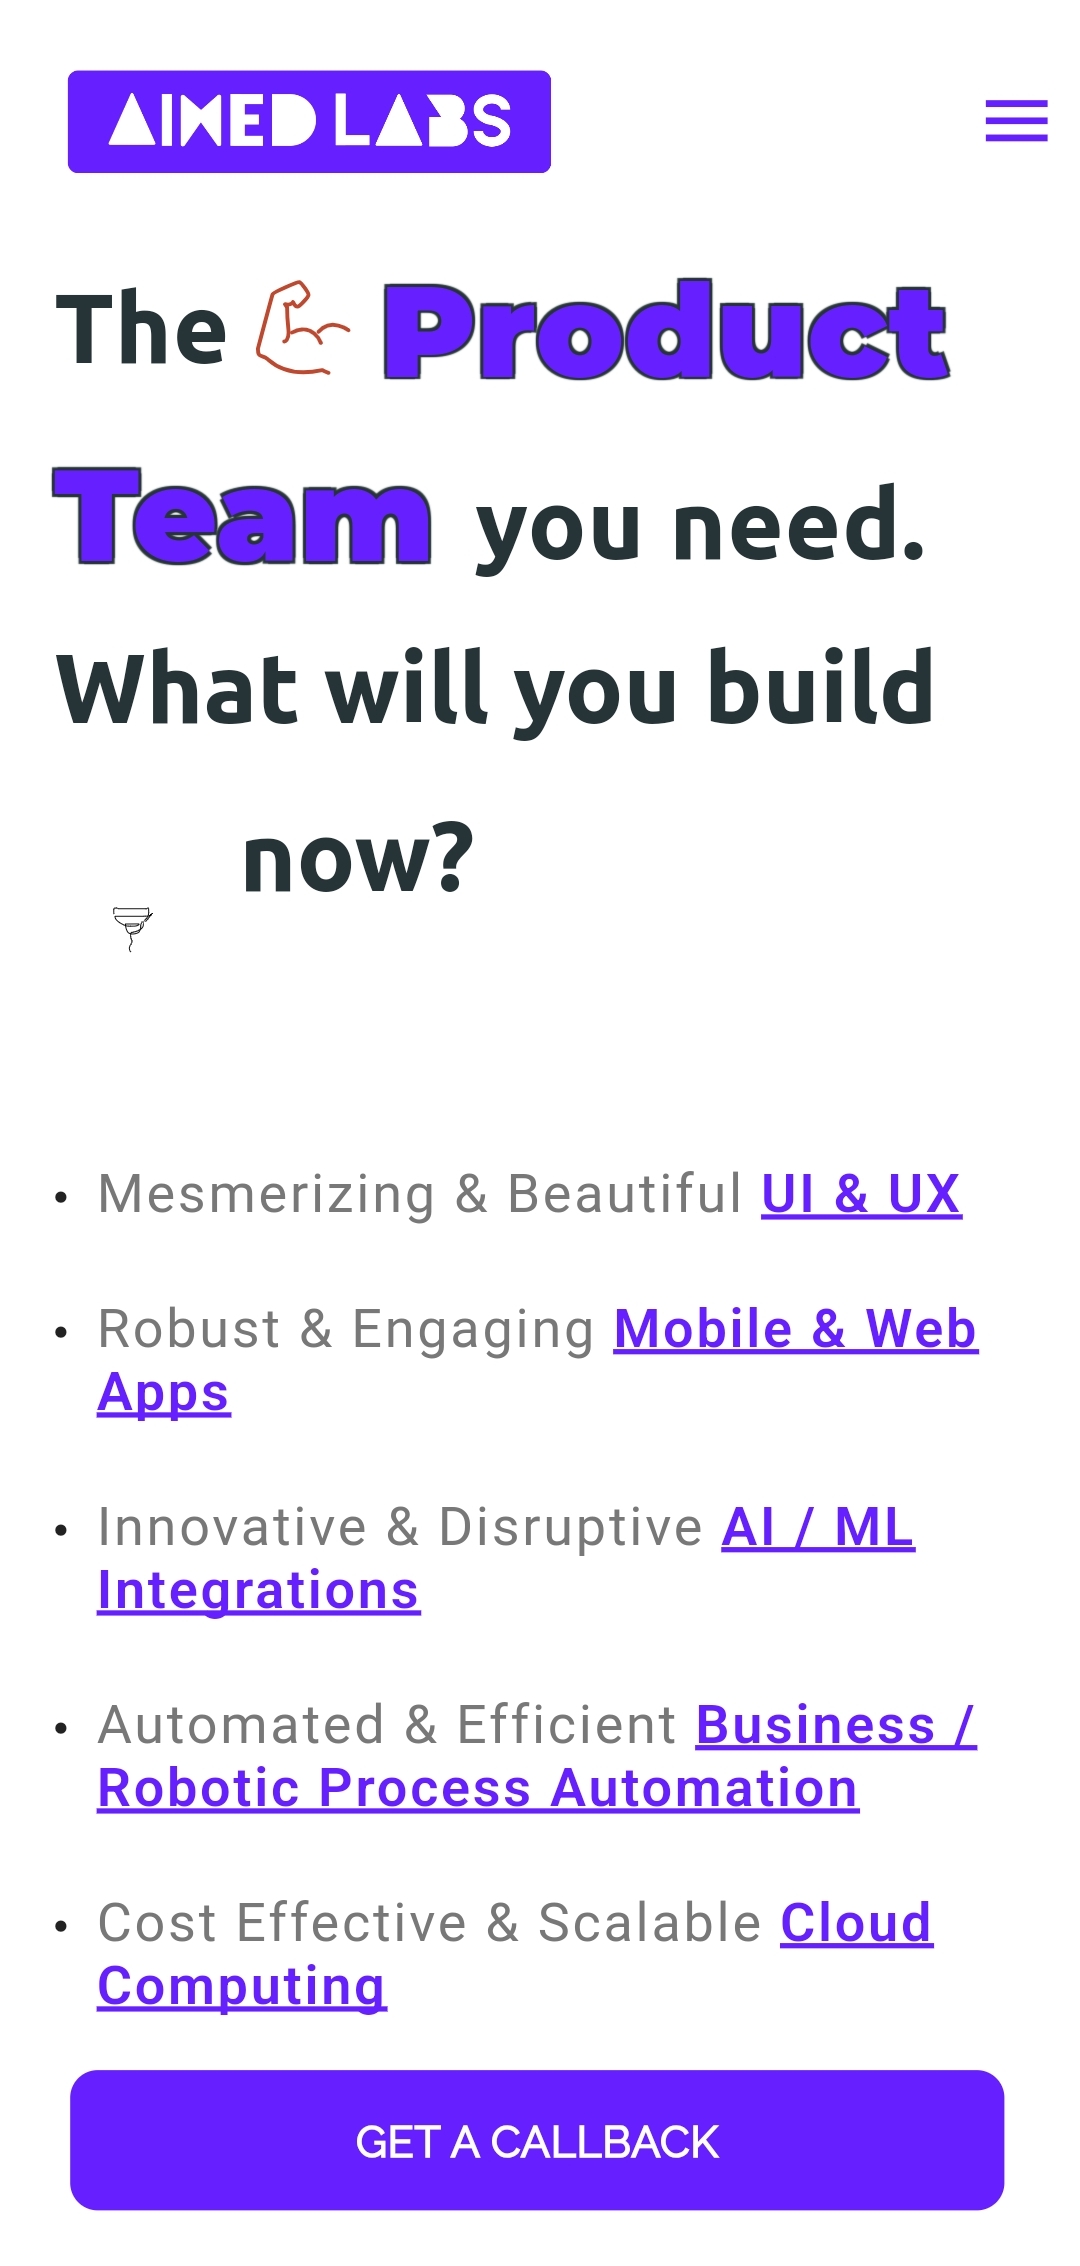 AIMED LABS
The Product
Team you need.
What will you build
now?
• Mesmerizing & Beautiful UI & UX
• Robust & Engaging Mobile & Web
Apps
• Innovative & Disruptive AI / ML
Integrations
• Automated & Efficient Business /
Robotic Process Automation
• Cost Effective & Scalable Cloud
Computing
GET A CALLBACK